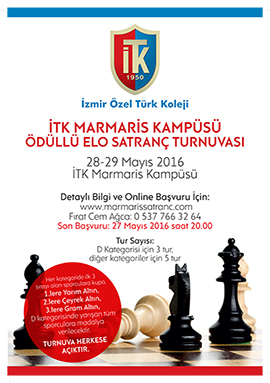 İTK
1950
İzmir Özel Türk Koleji
İTK MARMARİS KAMPÜSÜ
ÖDÜLLÜ ELO SATRANÇ TURNUVASI
28-29 Mayıs 2016
İTK Marmaris Kampüsü
Detaylı Bilgi ve Online Başvuru İçin:
www.marmarissatranc.com
Fırat Cem Ağca: 0 537 766 32 64
Son Başvuru: 27 Mayıs 2016 saat 20.00
Tur Sayısı:
D Kategorisi için 3 tur,
diğer kategoriler için 5 tur
Her kategoride ilk 3
sırayı alan sporculara kupa,
1.lere Yarım Altın,
2.lere Çeyrek Altın,
3.lere Gram Altın,
D kategorisinde yarışan tüm
sporculara madalya
verilecektir.
TURNUVA HERKESE
AÇIKTIR.